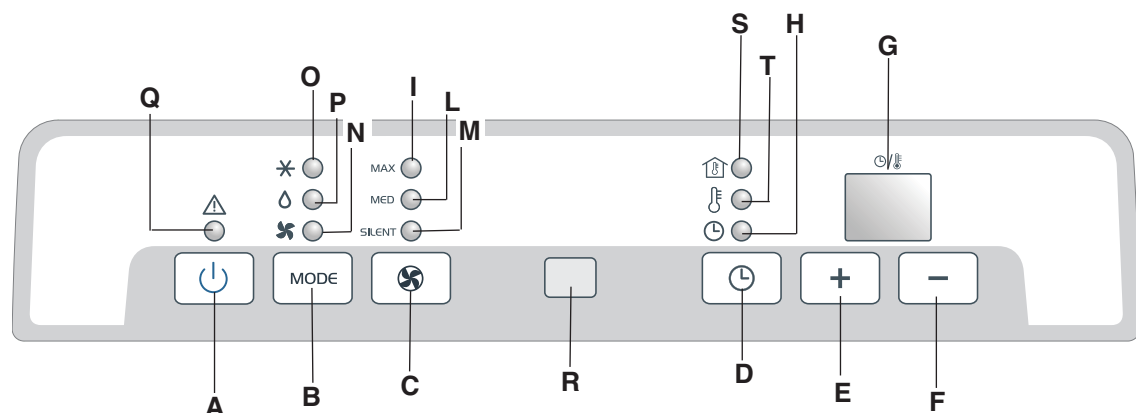 S H
G
O T
I L
Q P
N M
MAX
MED
SILENT
MODE
+ −
A B C R D E F